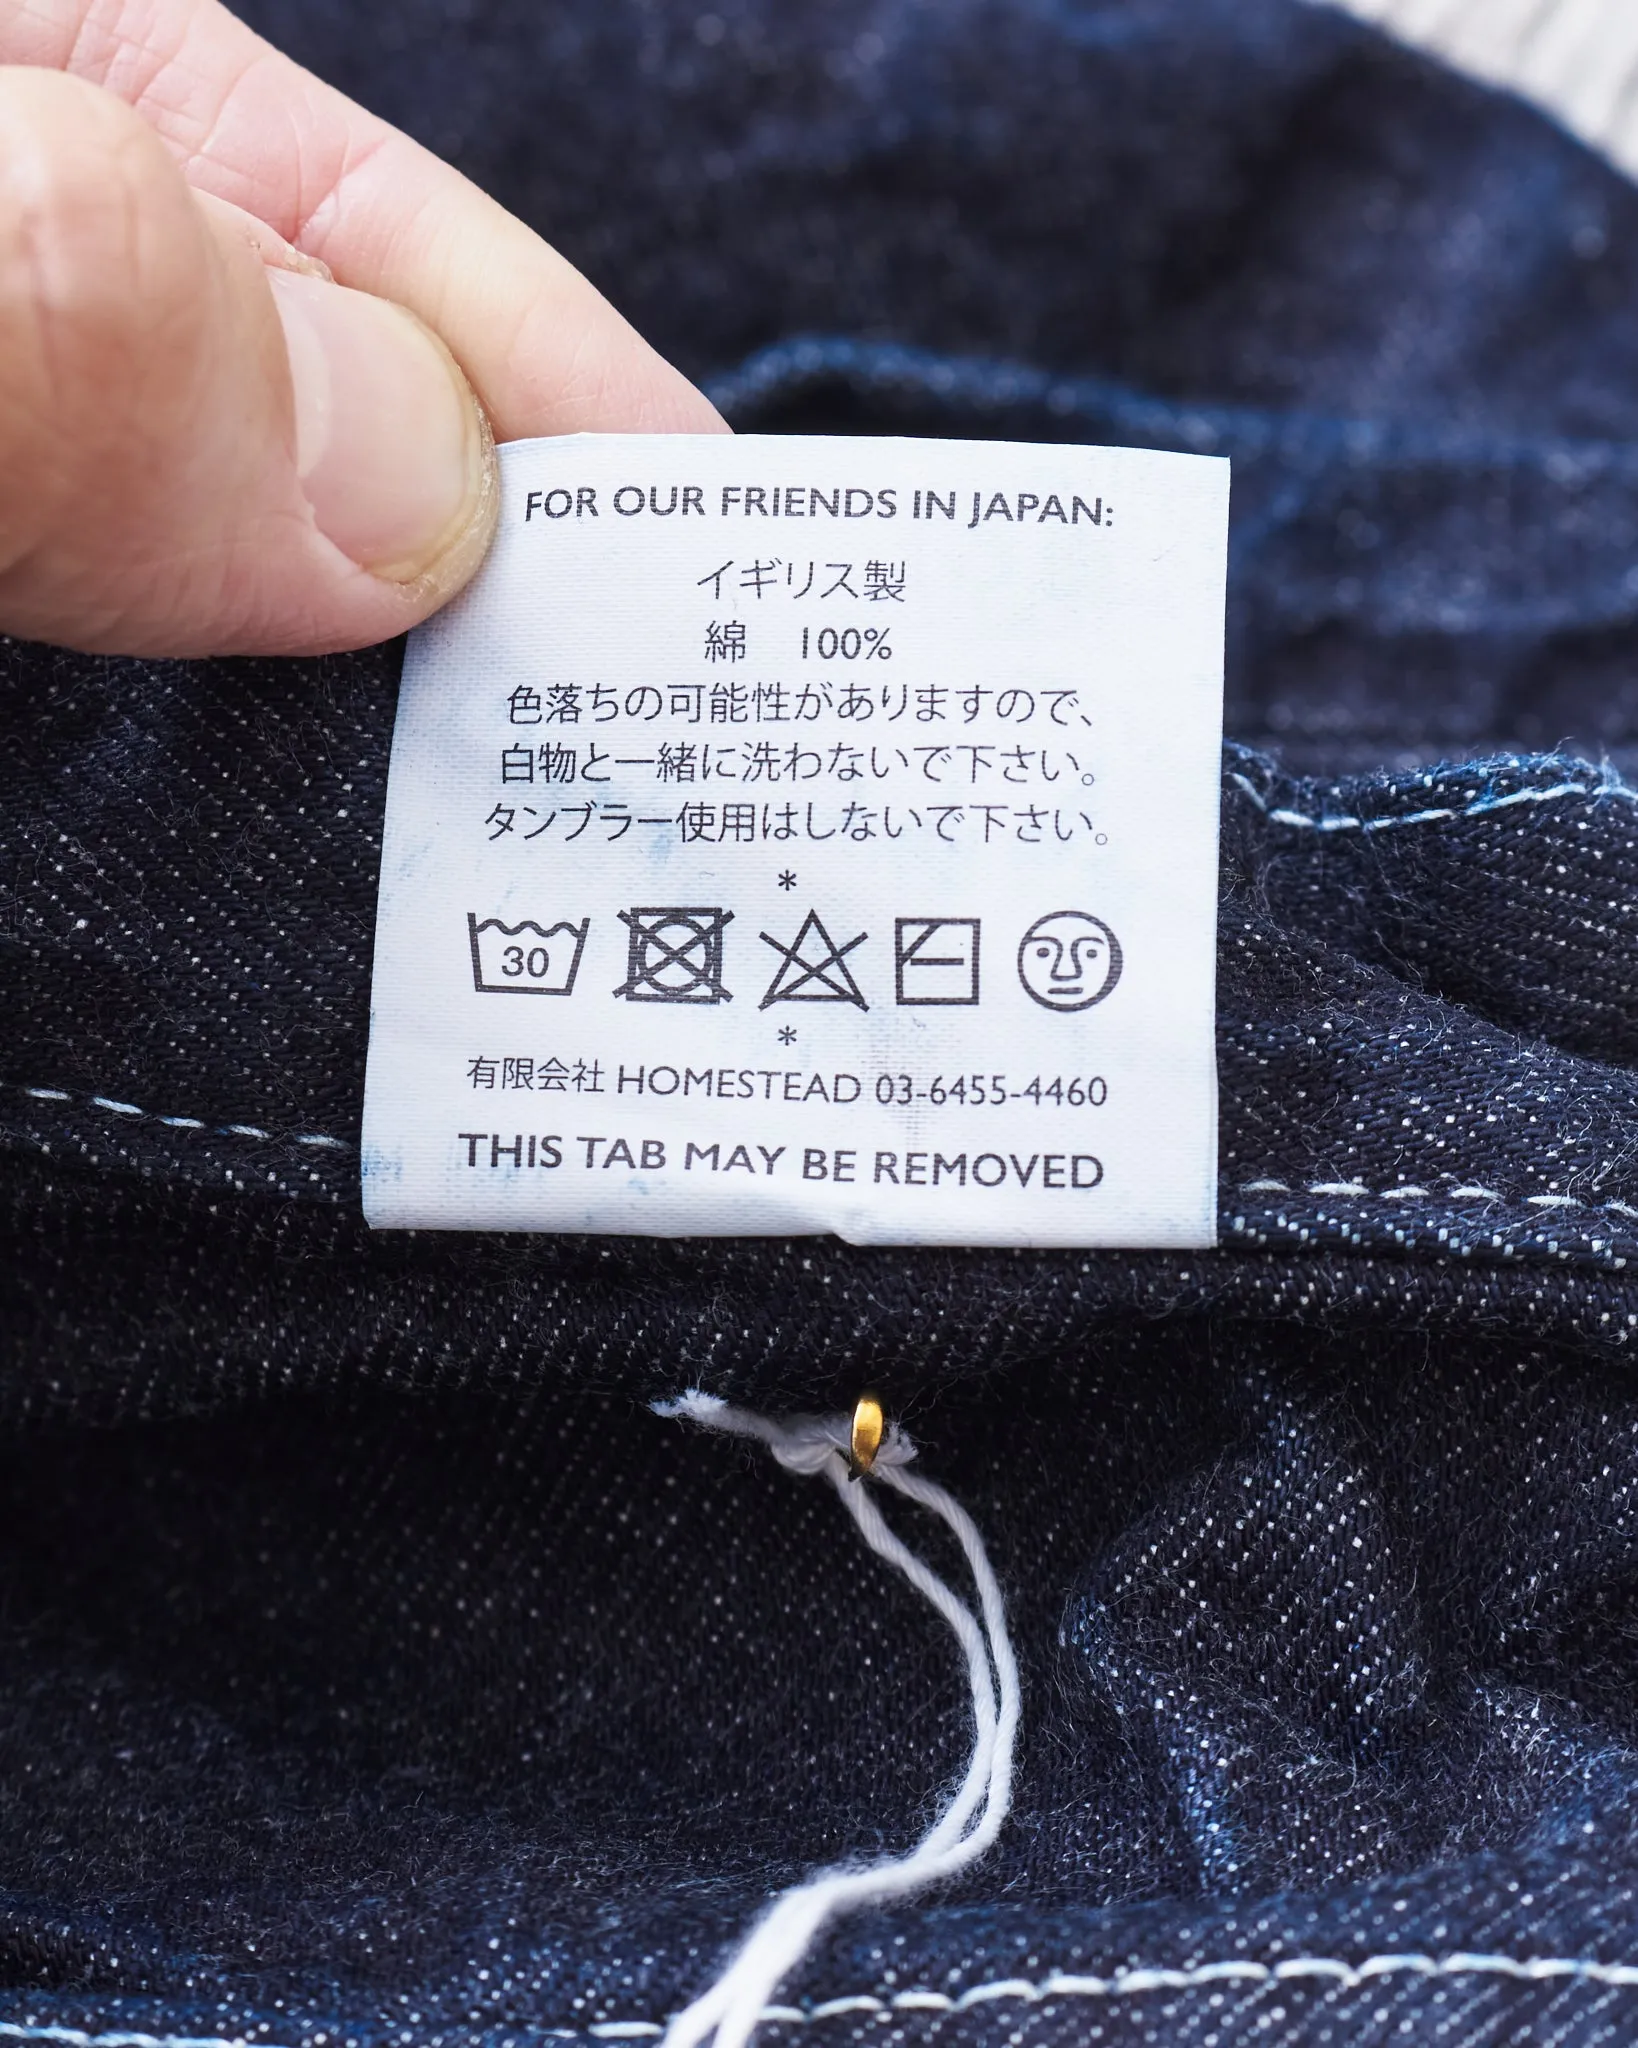 FOR OUR FRIENDS IN JAPAN:
イギリス製
綿　100%
色落ちの可能性がありますので、
白物と一緒に洗わないで下さい。
タンブラー使用はしないで下さい。
*
30
*
有限会社 HOMESTEAD 03-6455-4460
THIS TAB MAY BE REMOVED